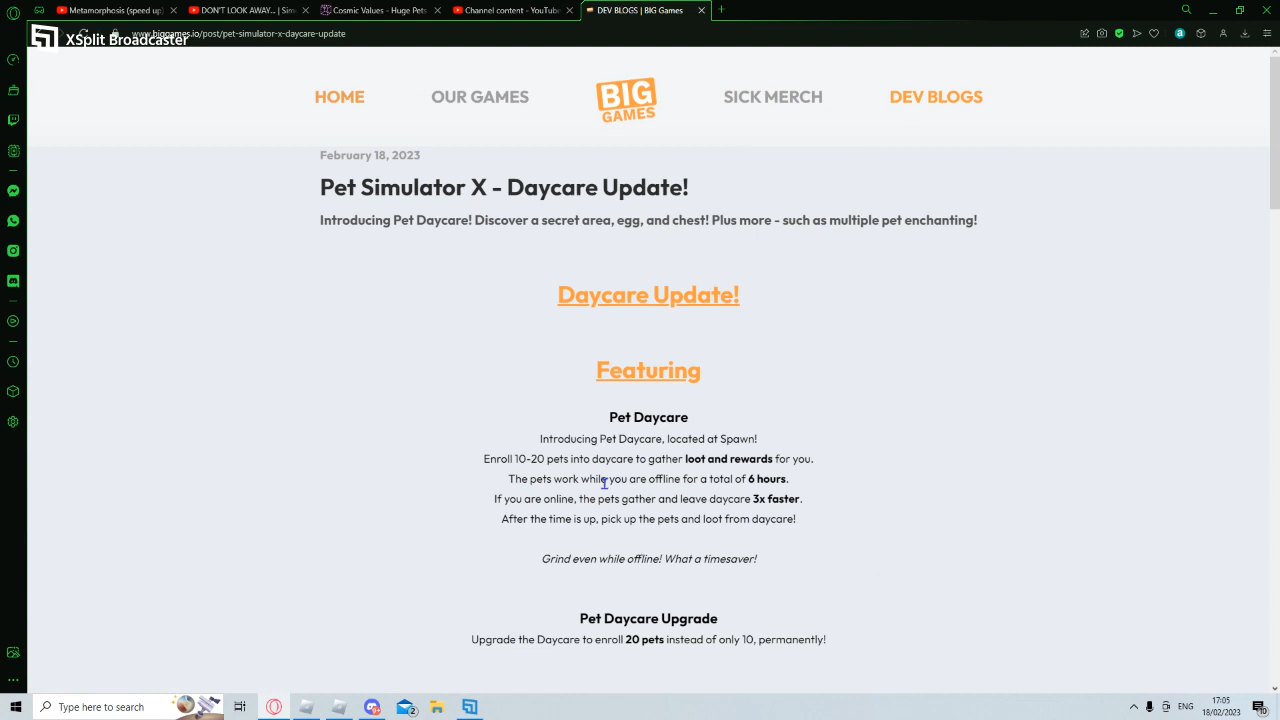 Metamorphosis (speed up)
DON'T LOOK AWAY... | Simu
Cosmic Values - Huge Pets
Channel content - YouTube
DEV BLOGS | BIG Games
XSplit Broadcaster
www.biggames.io/post/pet-simulator-x-daycare-update
HOME
OUR GAMES
BIG
GAMES
SICK MERCH
DEV BLOGS
February 18, 2023
Pet Simulator X - Daycare Update!
Introducing Pet Daycare! Discover a secret area, egg, and chest! Plus more - such as multiple pet enchanting!
Daycare Update!
Featuring
Pet Daycare
Introducing Pet Daycare, located at Spawn!
Enroll 10-20 pets into daycare to gather loot and rewards for you.
The pets work while you are offline for a total of 6 hours.
If you are online, the pets gather and leave daycare 3x faster.
After the time is up, pick up the pets and loot from daycare!
Grind even while offline! What a timesaver!
Pet Daycare Upgrade
Upgrade the Daycare to enroll 20 pets instead of only 10, permanently!
Type here to search
2
ENG
17:05
18/02/2023
10